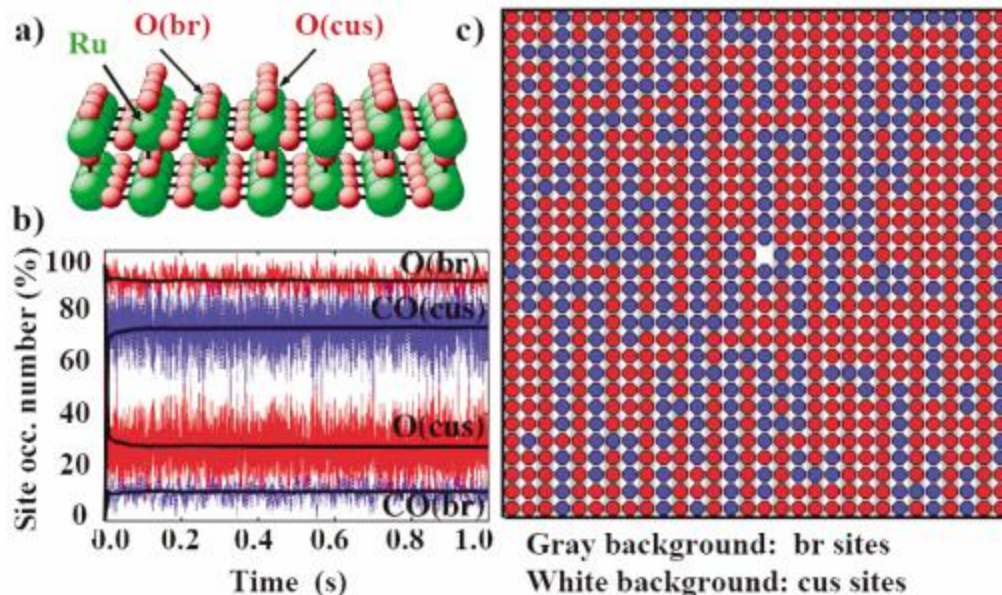 a)
O(br)
O(cus)
Ru
b)
Site occ. number (%)
100
80
60
40
20
0
O(br)
CO(cus)
O(cus)
CO(br)
0.0 0.2 0.4 0.6 0.8 1.0
Time (s)
c)
Gray background: br sites
White background: cus sites